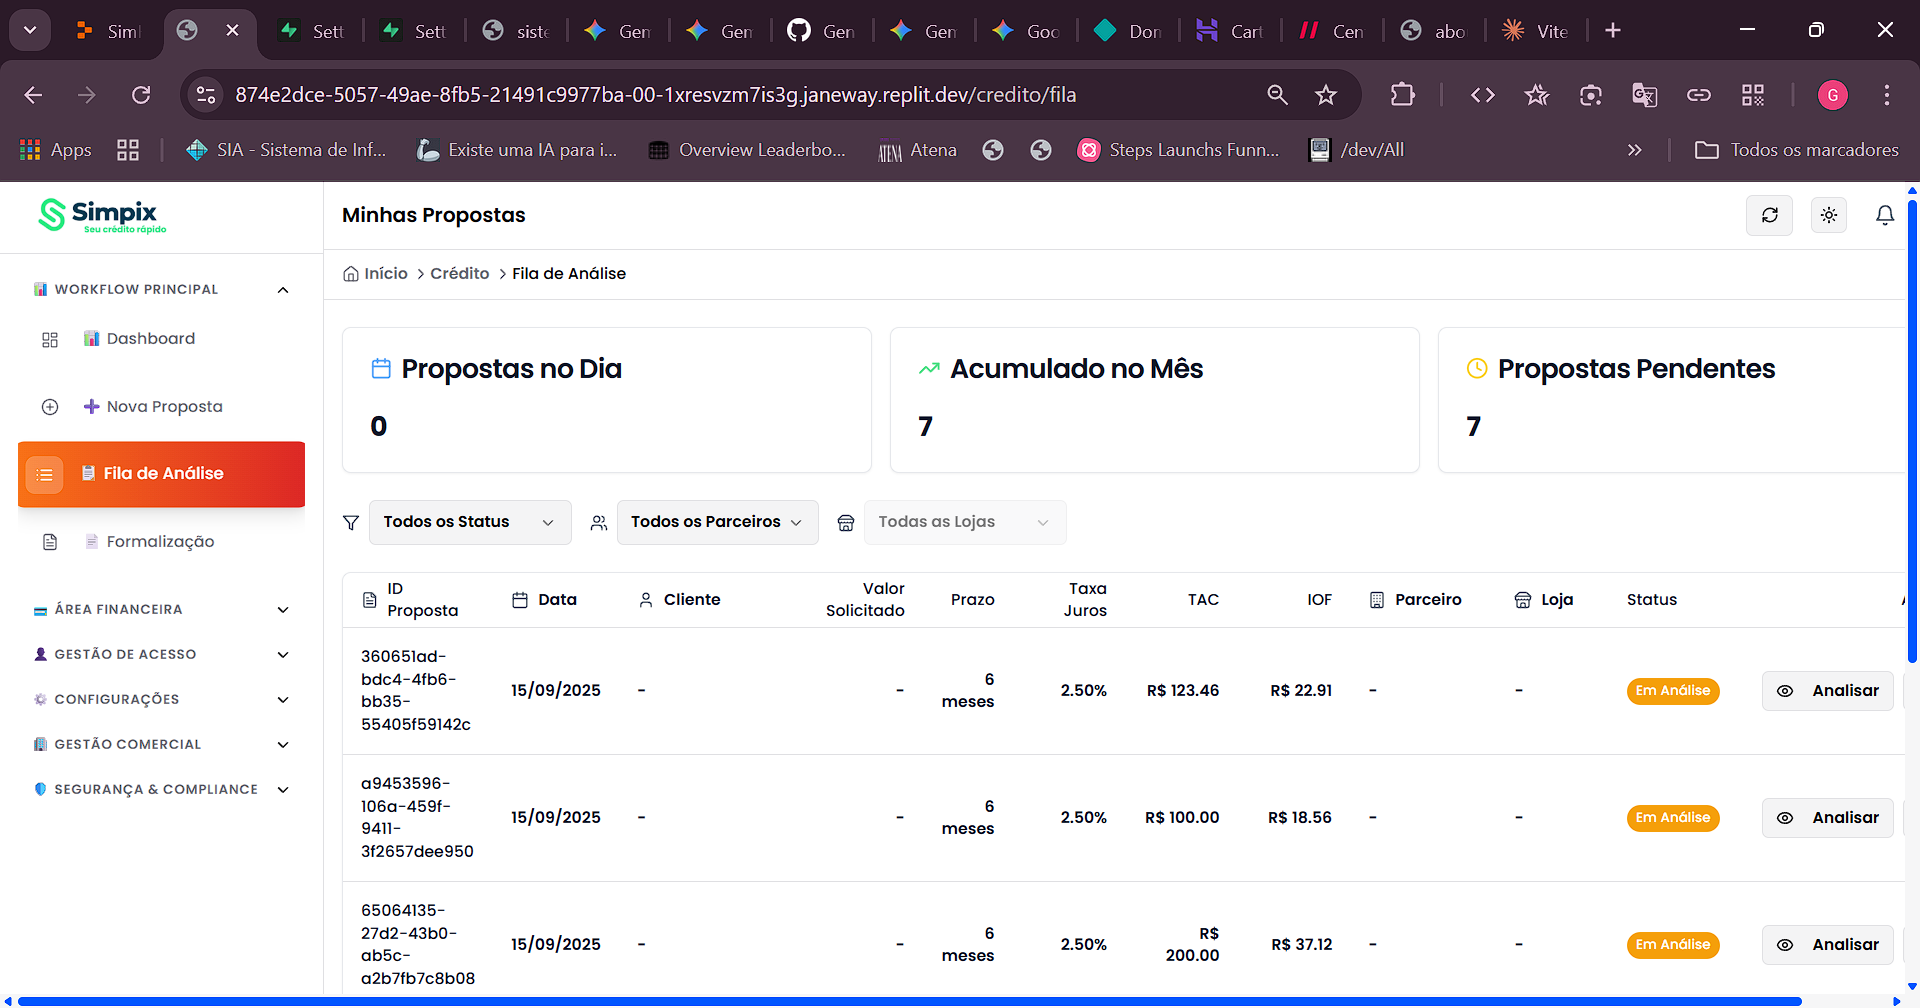 Siml
Sett
Sett
siste
Gem
Gem
Gen
Gem
Goo
Don
Cart
Cen
abo
Vite
874e2dce-5057-49ae-8fb5-21491c9977ba-00-1xresvzm7is3g.janeway.replit.dev/credito/fila
G
Apps
SIA - Sistema de Inf...
Existe uma IA para i...
Overview Leaderbo...
ATENA
Atena
Steps Launchs Funn...
/dev/All
Todos os marcadores
Simpix
Seu crédito rápido
Minhas Propostas
Início > Crédito > Fila de Análise
WORKFLOW PRINCIPAL
Dashboard
Nova Proposta
Fila de Análise
Formalização
ÁREA FINANCEIRA
GESTÃO DE ACESSO
CONFIGURAÇÕES
GESTÃO COMERCIAL
SEGURANÇA & COMPLIANCE
Propostas no Dia
0
Acumulado no Mês
7
Propostas Pendentes
7
Todos os Status
Todos os Parceiros
Todas as Lojas
ID
Proposta
Data
Cliente
Valor
Solicitado
Prazo
Taxa
Juros
TAC
IOF
Parceiro
Loja
Status
360651ad-
bdc4-4fb6-
bb35-
55405f59142c
15/09/2025
-
-
6
meses
2.50%
R$ 123.46
R$ 22.91
-
-
Em Análise
Analisar
a9453596-
106a-459f-
9411-
3f2657dee950
15/09/2025
-
-
6
meses
2.50%
R$ 100.00
R$ 18.56
-
-
Em Análise
Analisar
65064135-
27d2-43b0-
ab5c-
a2b7fb7c8b08
15/09/2025
-
-
6
meses
2.50%
R$
200.00
R$ 37.12
-
-
Em Análise
Analisar